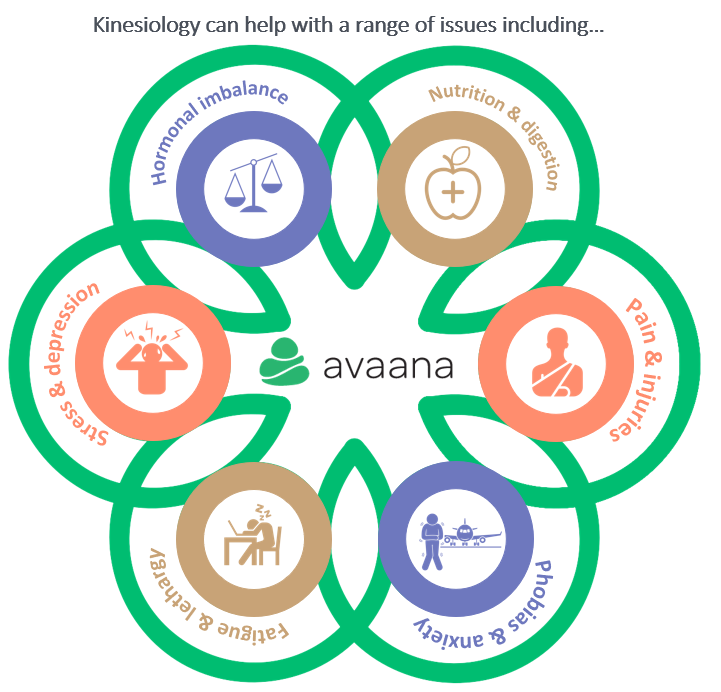 Kinesiology can help with a range of issues including...
Hormonal imbalance
Nutrition & digestion
Stress & depression
Pain & injuries
avaana
Fatigue & lethargy
Phobias & anxiety
zzz